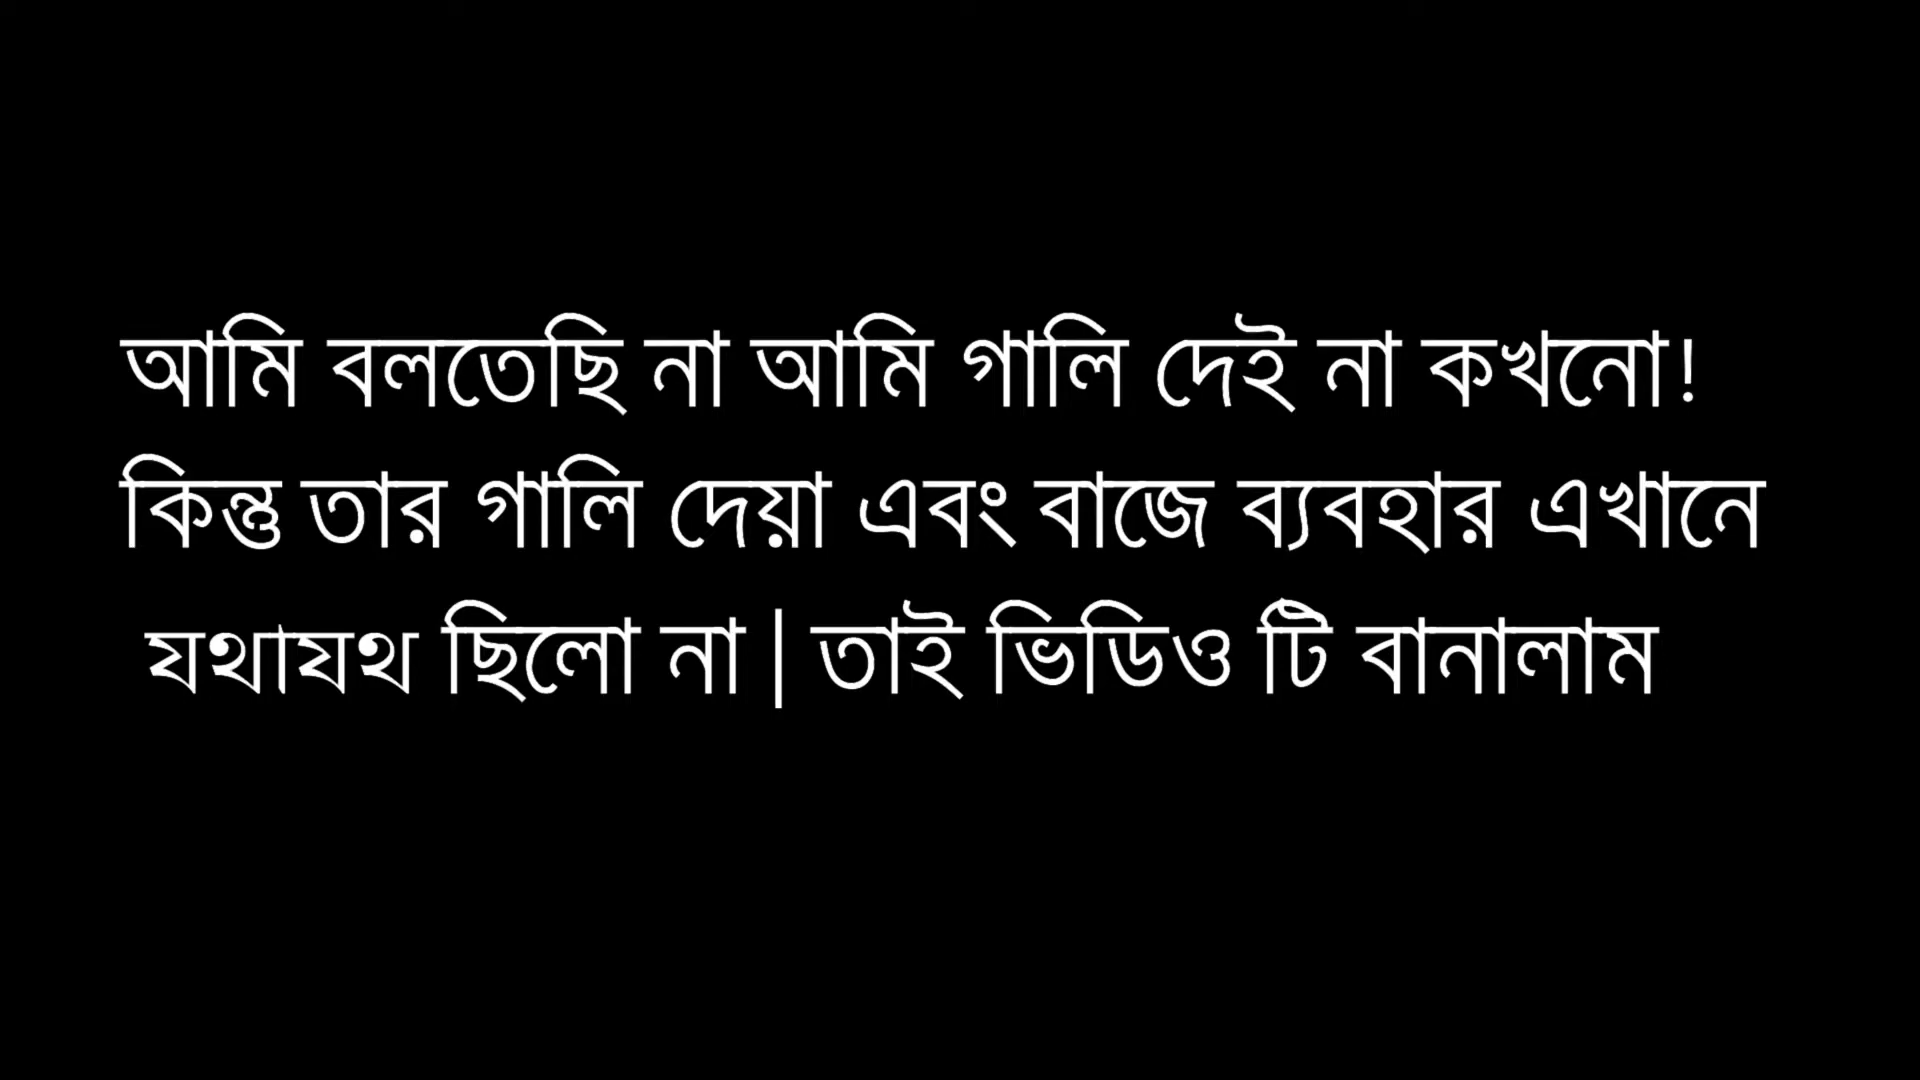 আমি বলতেছি না আমি গালি দেই না কখনো!
কিন্তু তার গালি দেয়া এবং বাজে ব্যবহার এখানে
যথাযথ ছিলো না | তাই ভিডিও টি বানালাম